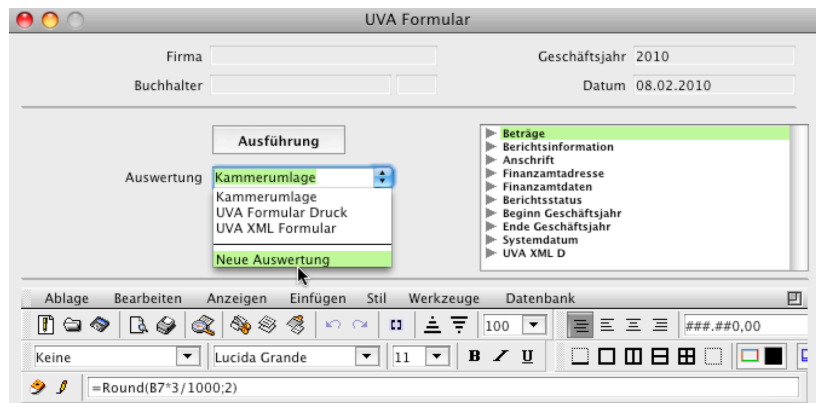 UVA Formular
Firma
Geschäftsjahr 2010
Buchhalter
Datum 08.02.2010
Ausführung
Auswertung Kammerumlage
Kammerumlage
UVA Formular Druck
UVA XML Formular
Neue Auswertung
Beträge
Berichtsinformation
Anschrift
Finanzamtadresse
Finanzamtdaten
Berichtsstatus
Beginn Geschäftsjahr
Ende Geschäftsjahr
Systemdatum
UVA XML D
Ablage Bearbeiten Anzeigen Einfügen Stil Werkzeuge Datenbank
100 ###.##0,00
Keine Lucida Grande 11 B I U
=Round(B7*3/1000;2)